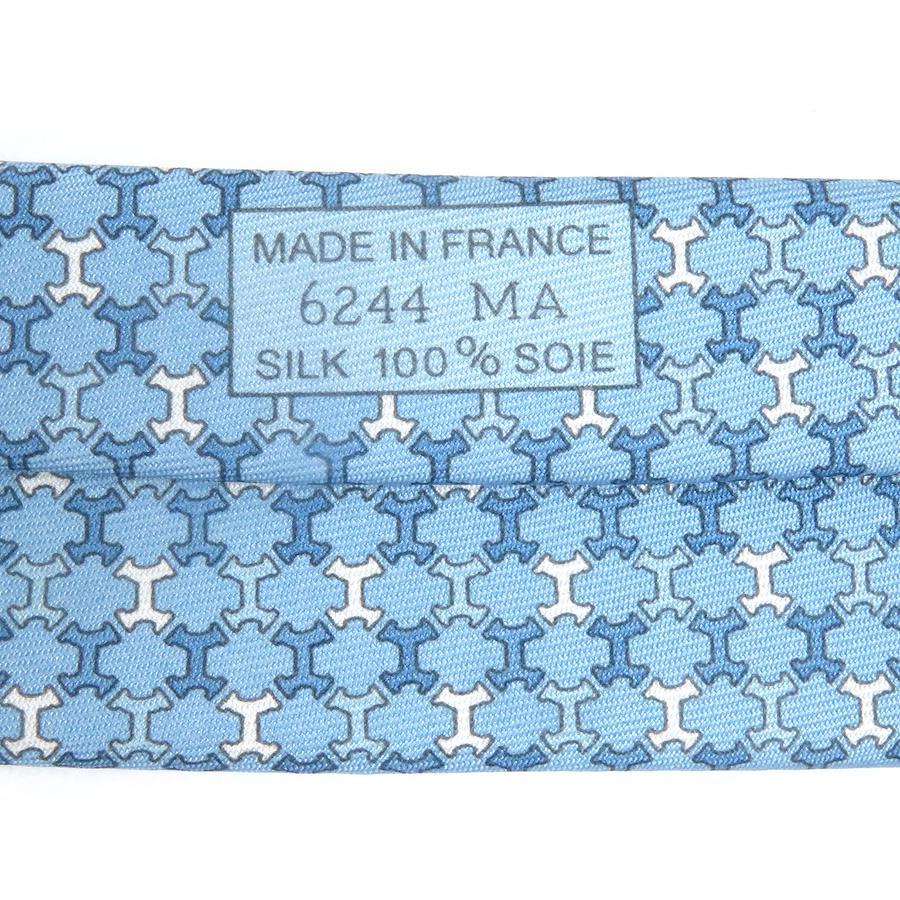 MADE IN FRANCE
6244 MA
SILK 100% SOIE